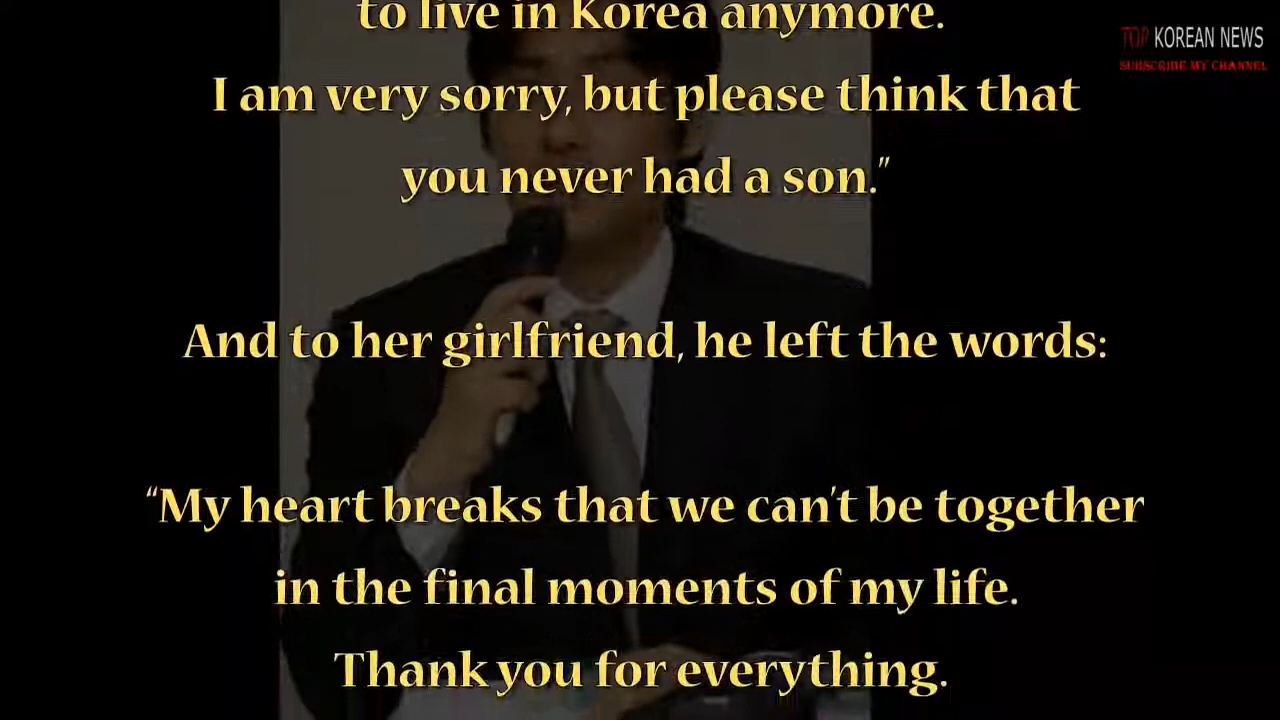 to live in Korea anymore.
TOP KOREAN NEWS
SUBSCRIBE MY CHANNEL
I am very sorry, but please think that
you never had a son."
And to her girlfriend, he left the words:
“My heart breaks that we can't be together
in the final moments of my life.
Thank you for everything.